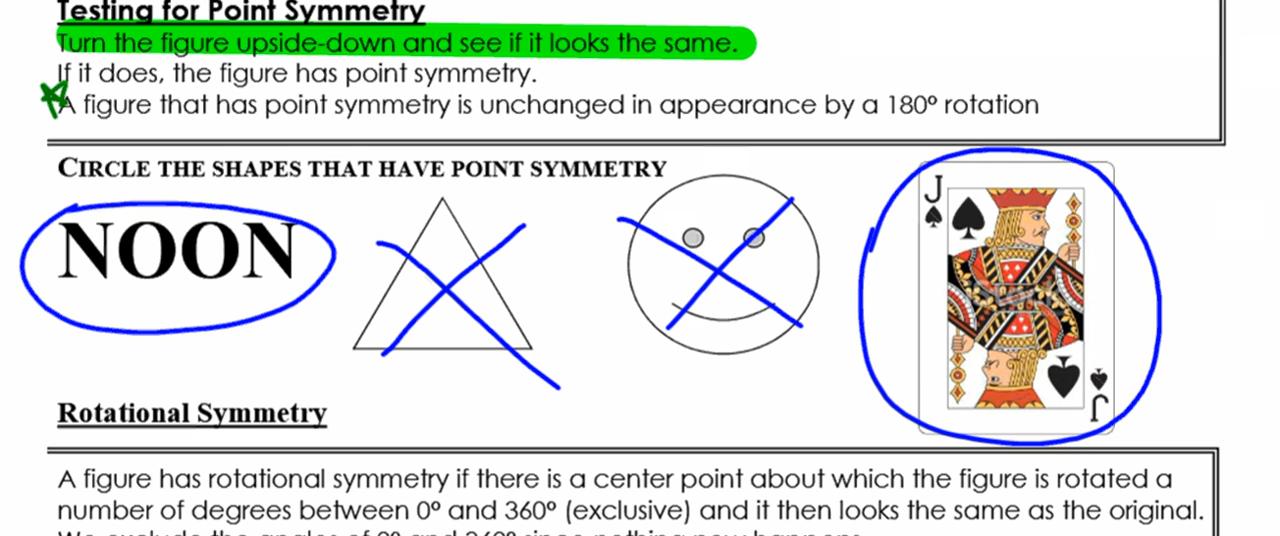 Testing for Point Symmetry
Turn the figure upside-down and see if it looks the same.
If it does, the figure has point symmetry.
A figure that has point symmetry is unchanged in appearance by a 180° rotation
CIRCLE THE SHAPES THAT HAVE POINT SYMMETRY
NOON
J
J
Rotational Symmetry
A figure has rotational symmetry if there is a center point about which the figure is rotated a
number of degrees between 0° and 360° (exclusive) and it then looks the same as the original.